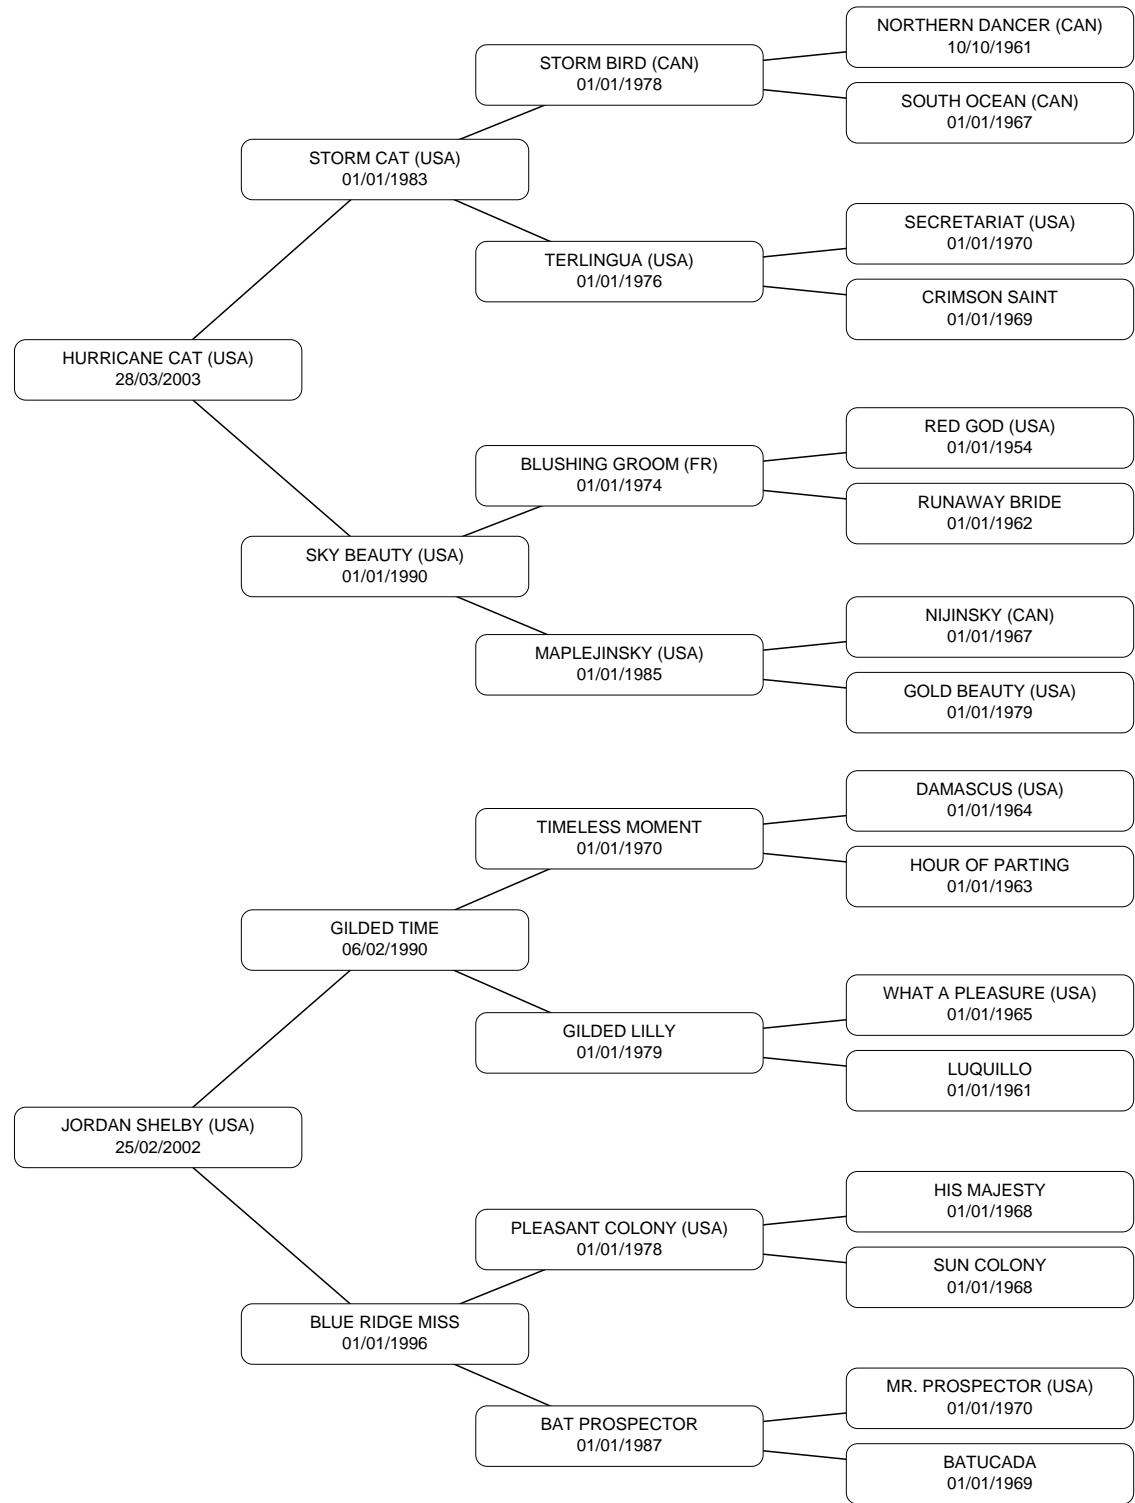 NORTHERN DANCER (CAN)
10/10/1961
STORM BIRD (CAN)
01/01/1978
SOUTH OCEAN (CAN)
01/01/1967
STORM CAT (USA)
01/01/1983
SECRETARIAT (USA)
01/01/1970
TERLINGUA (USA)
01/01/1976
CRIMSON SAINT
01/01/1969
HURRICANE CAT (USA)
28/03/2003
RED GOD (USA)
01/01/1954
BLUSHING GROOM (FR)
01/01/1974
RUNAWAY BRIDE
01/01/1962
SKY BEAUTY (USA)
01/01/1990
NIJINSKY (CAN)
01/01/1967
MAPLEJINSKY (USA)
01/01/1985
GOLD BEAUTY (USA)
01/01/1979
DAMASCUS (USA)
01/01/1964
TIMELESS MOMENT
01/01/1970
HOUR OF PARTING
01/01/1963
GILDED TIME
06/02/1990
WHAT A PLEASURE (USA)
01/01/1965
GILDED LILLY
01/01/1979
LUQUILLO
01/01/1961
JORDAN SHELBY (USA)
25/02/2002
HIS MAJESTY
01/01/1968
PLEASANT COLONY (USA)
01/01/1978
SUN COLONY
01/01/1968
BLUE RIDGE MISS
01/01/1996
MR. PROSPECTOR (USA)
01/01/1970
BAT PROSPECTOR
01/01/1987
BATUCADA
01/01/1969